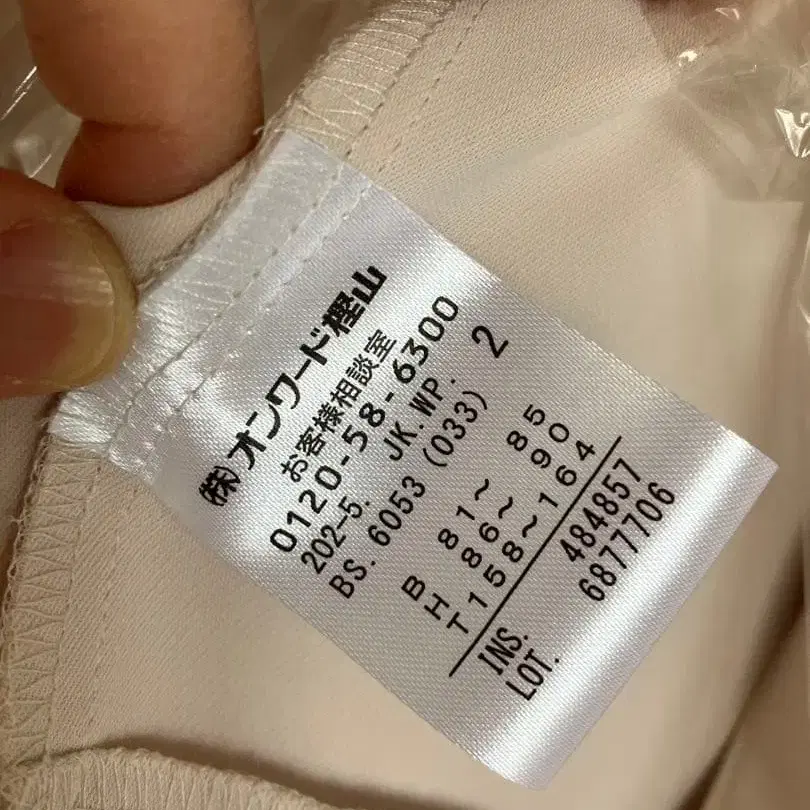 (株)オンワード樫山
お客様相談室
0120-58-6300
202-5. JK.WP. 2
BS. 6053 (033)
B 81~ 85
H 86~ 90
T158~164
INS. 484857
LOT. 6877706